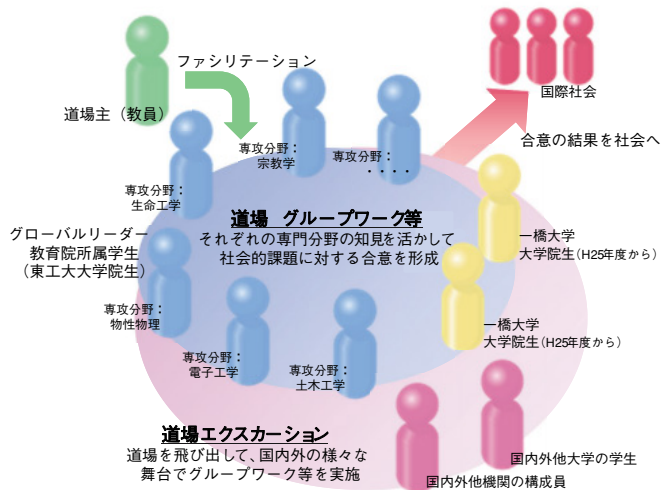 ファシリテーション
道場主（教員）
国際社会
合意の結果を社会へ
専攻分野：
宗教学
専攻分野：
・・・・
専攻分野：
生命工学
道場　グループワーク等
それぞれの専門分野の知見を活かして
社会的課題に対する合意を形成
グローバルリーダー
教育院所属学生
（東工大大学院生）
一橋大学
大学院生（H25年度から）
専攻分野：
物性物理
一橋大学
大学院生（H25年度から）
専攻分野：
電子工学
専攻分野：
土木工学
道場エクスカーション
道場を飛び出して、国内外の様々な
舞台でグループワーク等を実施
国内外他大学の学生
国内外他機関の構成員